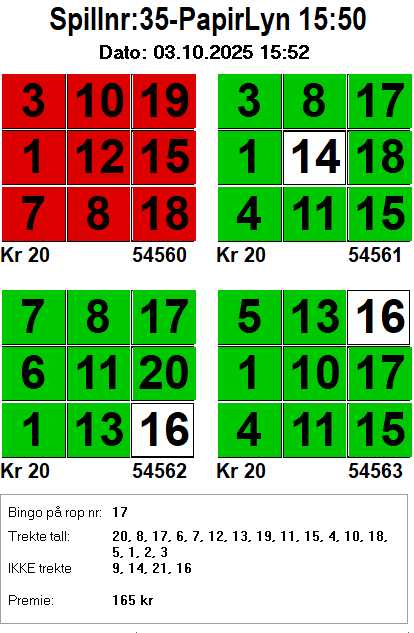 Spillnr:35-PapirLyn 15:50
Dato: 03.10.2025 15:52
3 10 19
1 12 15
7 8 18
Kr 20 54560
3 8 17
1 14 18
4 11 15
Kr 20 54561
7 8 17
6 11 20
1 13 16
Kr 20 54562
5 13 16
1 10 17
4 11 15
Kr 20 54563
Bingo på rop nr: 17
Trekte tall: 20, 8, 17, 6, 7, 12, 13, 19, 11, 15, 4, 10, 18,
5, 1, 2, 3
IKKE trekte 9, 14, 21, 16
Premie: 165 kr